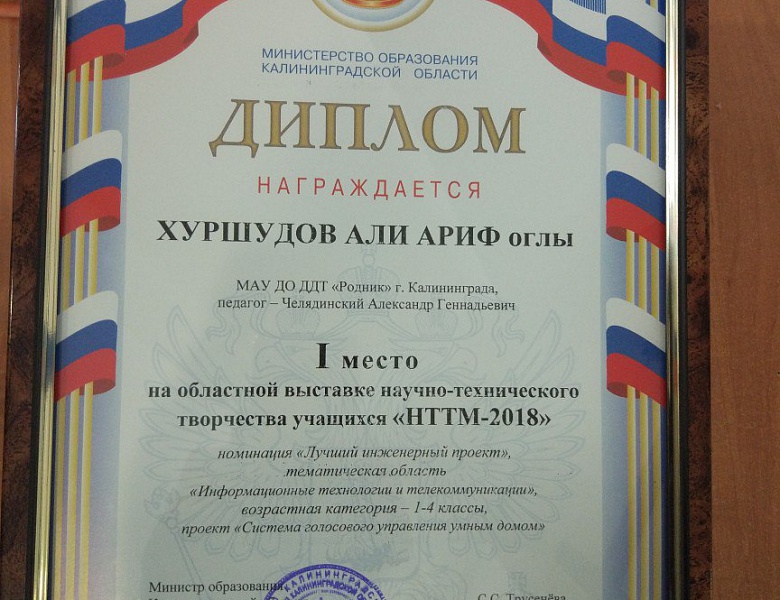 МИНИСТЕРСТВО ОБРАЗОВАНИЯ
КАЛИНИНГРАДСКОЙ ОБЛАСТИ
ДИПЛОМ
НАГРАЖДАЕТСЯ
ХУРШУДОВ АЛИ АРИФ оглы
МАУ ДО ДДТ «Родник» г. Калининграда,
педагог – Челядинский Александр Геннадьевич
I место
на областной выставке научно-технического
творчества учащихся «НТТМ-2018»
номинация «Лучший инженерный проект»,
тематическая область
«Информационные технологии и телекоммуникации»,
возрастная категория – 1-4 классы,
проект «Система голосового управления умным домом»
Министр образования
С.С. Трусенёва